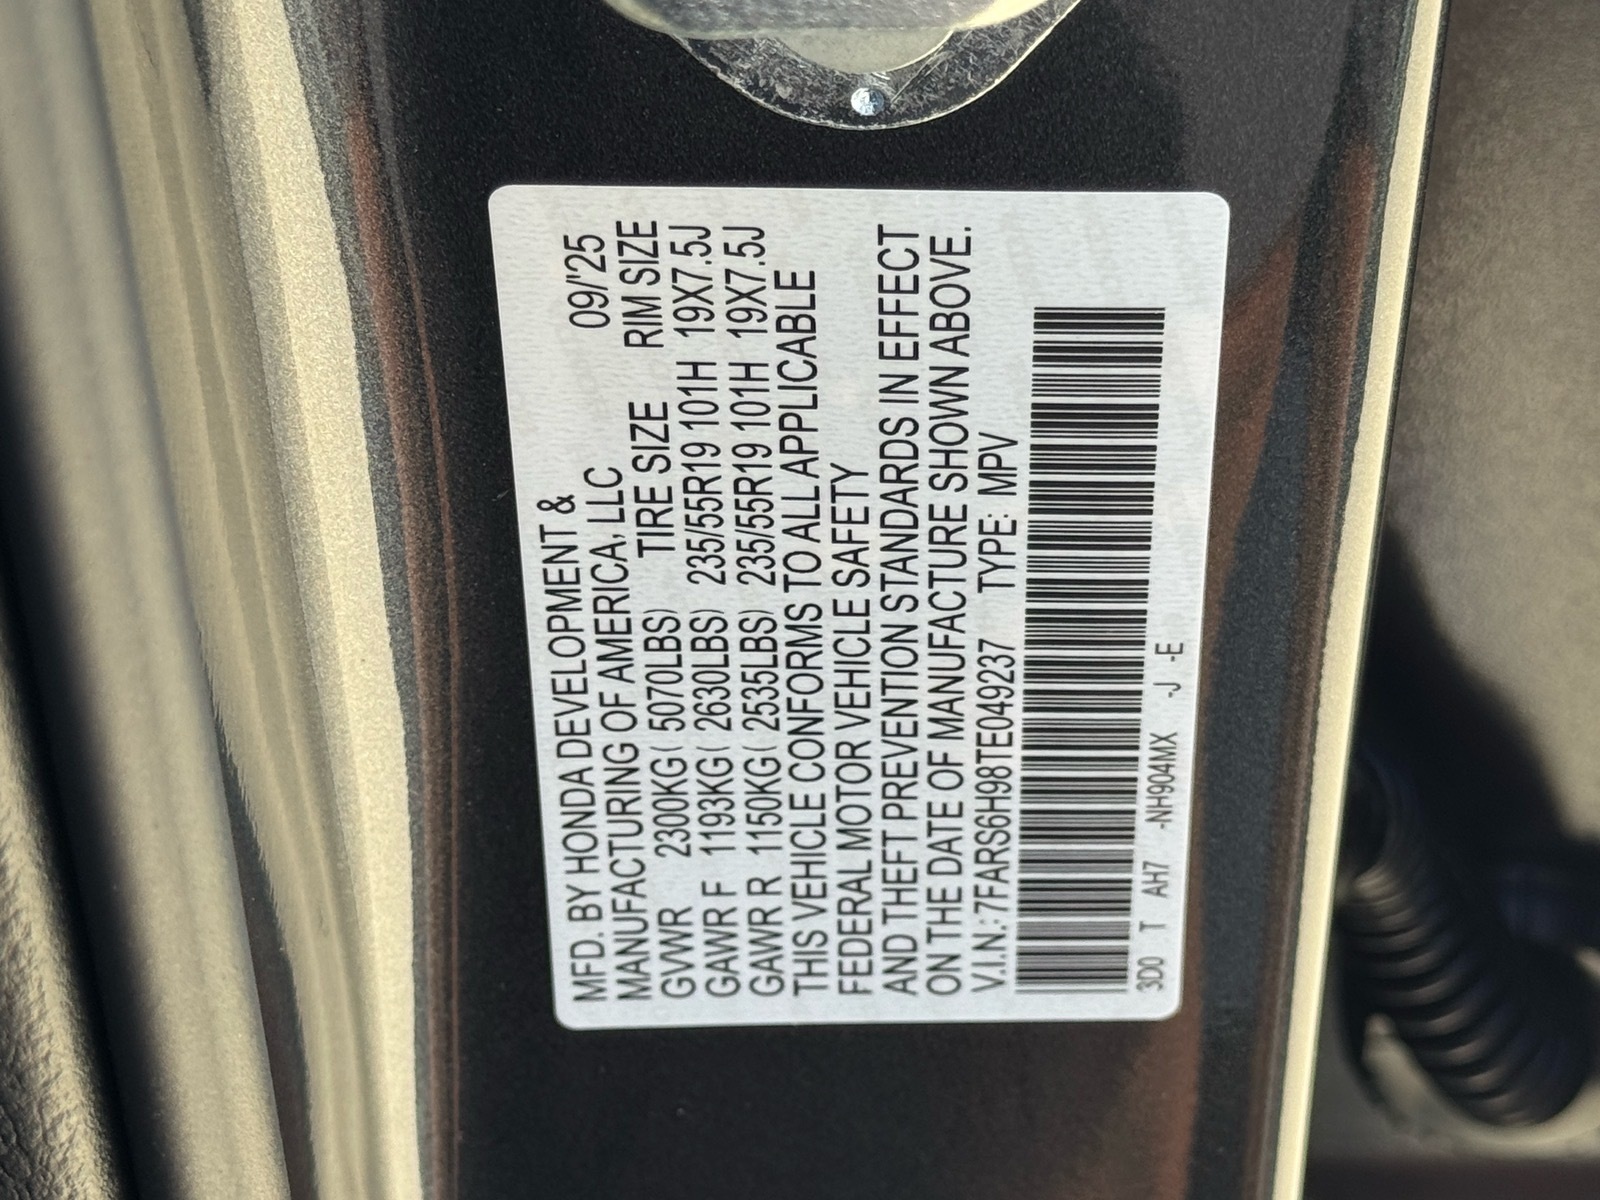 MFD. BY HONDA DEVELOPMENT &
MANUFACTURING OF AMERICA, LLC 09/'25
TIRE SIZE RIM SIZE
GVWR 2300KG( 5070LBS)
GAWR F 1193KG( 2630LBS) 235/55R19 101H 19X7.5J
GAWR R 1150KG( 2535LBS) 235/55R19 101H 19X7.5J
THIS VEHICLE CONFORMS TO ALL APPLICABLE
FEDERAL MOTOR VEHICLE SAFETY
AND THEFT PREVENTION STANDARDS IN EFFECT
ON THE DATE OF MANUFACTURE SHOWN ABOVE.
V.I.N.: 7FARS6H98TE049237 TYPE: MPV
3D0 T AH7 -NH904MX -J -E